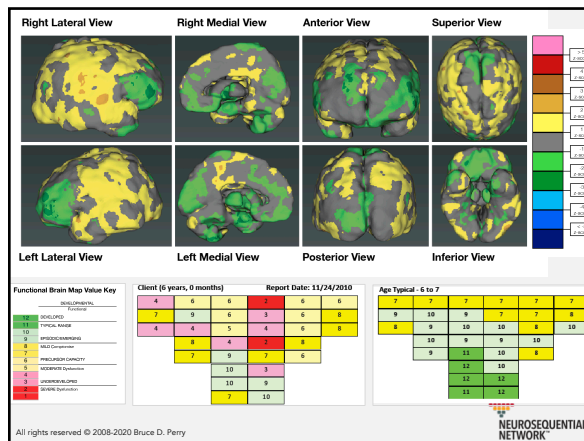 Right Lateral View
Right Medial View
Anterior View
Superior View
Left Lateral View
Left Medial View
Posterior View
Inferior View
Functional Brain Map Value Key
DEVELOPMENTAL
Functional
12 DEVELOPED
11 TYPICAL RANGE
10
9 EPISODIC/EMERGING
8 MILD Compromise
7
6 PRECURSOR CAPACITY
5 MODERATE Dysfunction
4
3 UNDERDEVELOPED
2 SEVERE Dysfunction
1
Client (6 years, 0 months) Report Date: 11/24/2010
4 6 6 2 6 6
7 9 6 3 6 8
4 4 5 4 6 8
8 4 2 8
7 9 7 6
10 3
10 9
7 10
Age Typical - 6 to 7
7 7 7 7 7 7
9 10 9 7 7 8
8 9 10 10 8 10
10 10 9 9
9 11 10 8
12 10
12 12
11 12
All rights reserved © 2008-2020 Bruce D. Perry
NEUROSEQUENTIAL
NETWORK™